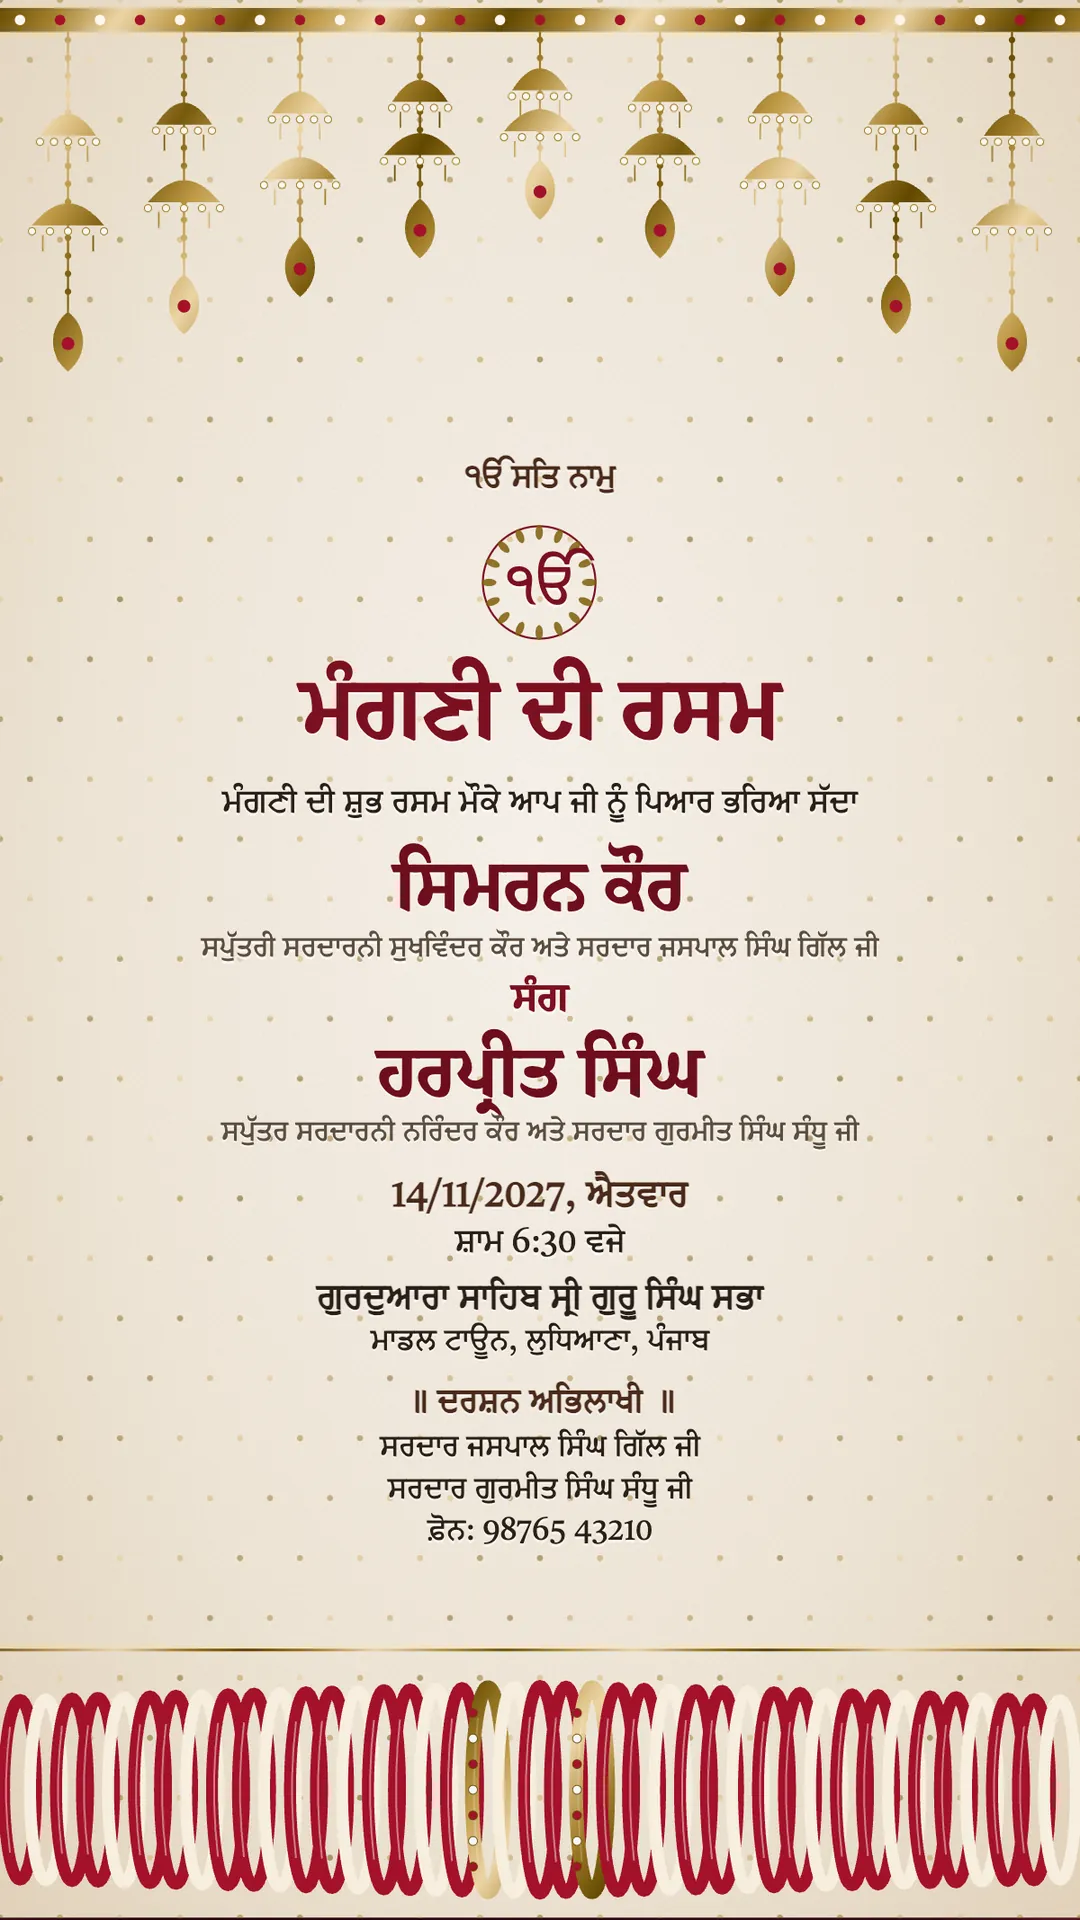 ੴ ਸਤਿ ਨਾਮੁ
ੴ
ਮੰਗਣੀ ਦੀ ਰਸਮ
ਮੰਗਣੀ ਦੀ ਸ਼ੁਭ ਰਸਮ ਮੌਕੇ ਆਪ ਜੀ ਨੂੰ ਪਿਆਰ ਭਰਿਆ ਸੱਦਾ
ਸਿਮਰਨ ਕੌਰ
ਸਪੁੱਤਰੀ ਸਰਦਾਰਨੀ ਸੁਖਵਿੰਦਰ ਕੌਰ ਅਤੇ ਸਰਦਾਰ ਜਸਪਾਲ ਸਿੰਘ ਗਿੱਲ ਜੀ
ਸੰਗ
ਹਰਪ੍ਰੀਤ ਸਿੰਘ
ਸਪੁੱਤਰ ਸਰਦਾਰਨੀ ਨਰਿੰਦਰ ਕੌਰ ਅਤੇ ਸਰਦਾਰ ਗੁਰਮੀਤ ਸਿੰਘ ਸੰਧੂ ਜੀ
14/11/2027, ਐਤਵਾਰ
ਸ਼ਾਮ 6:30 ਵਜੇ
ਗੁਰਦੁਆਰਾ ਸਾਹਿਬ ਸ੍ਰੀ ਗੁਰੂ ਸਿੰਘ ਸਭਾ
ਮਾਡਲ ਟਾਊਨ, ਲੁਧਿਆਣਾ, ਪੰਜਾਬ
॥ ਦਰਸ਼ਨ ਅਭਿਲਾਖੀ ॥
ਸਰਦਾਰ ਜਸਪਾਲ ਸਿੰਘ ਗਿੱਲ ਜੀ
ਸਰਦਾਰ ਗੁਰਮੀਤ ਸਿੰਘ ਸੰਧੂ ਜੀ
ਫ਼ੋਨ: 98765 43210